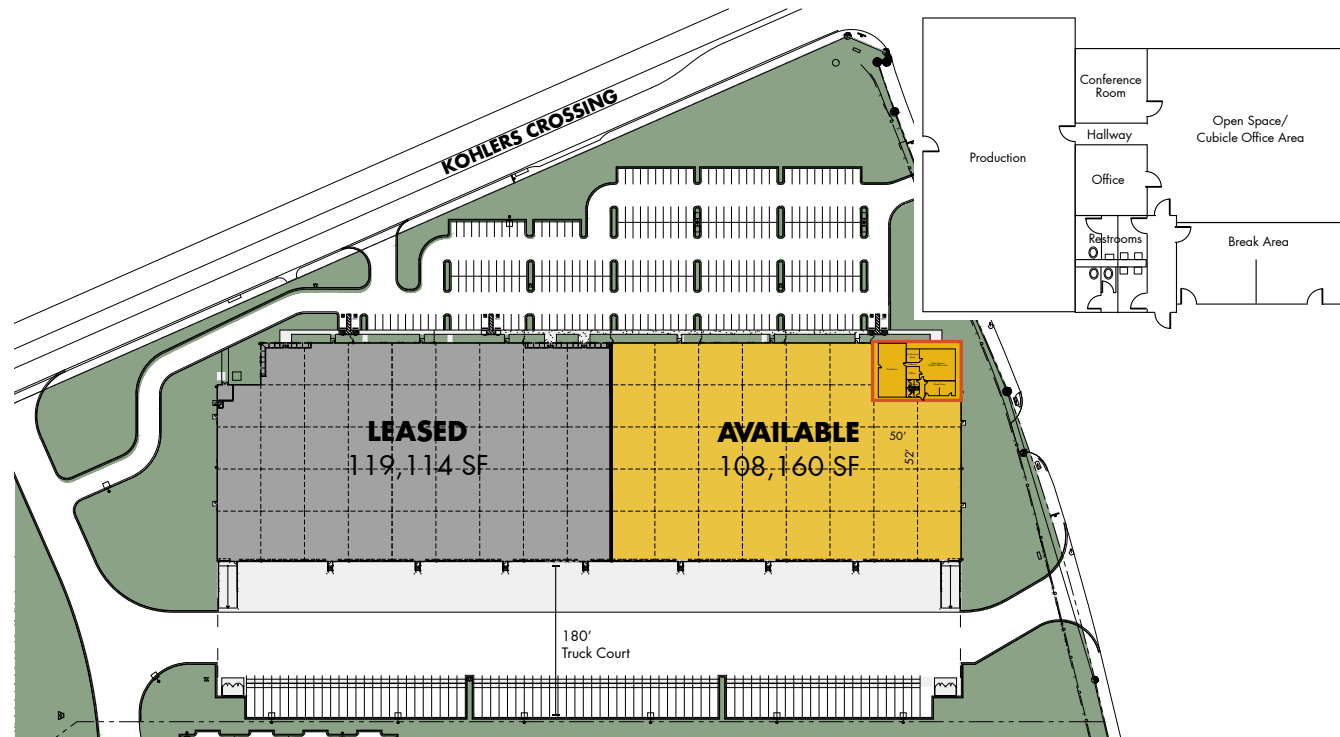 KOHLERS CROSSING
Production
Conference
Room
Hallway
Office
Restrooms
Open Space/
Cubicle Office Area
Break Area
LEASED
119,114 SF
AVAILABLE
108,160 SF
50'
52'
180'
Truck Court